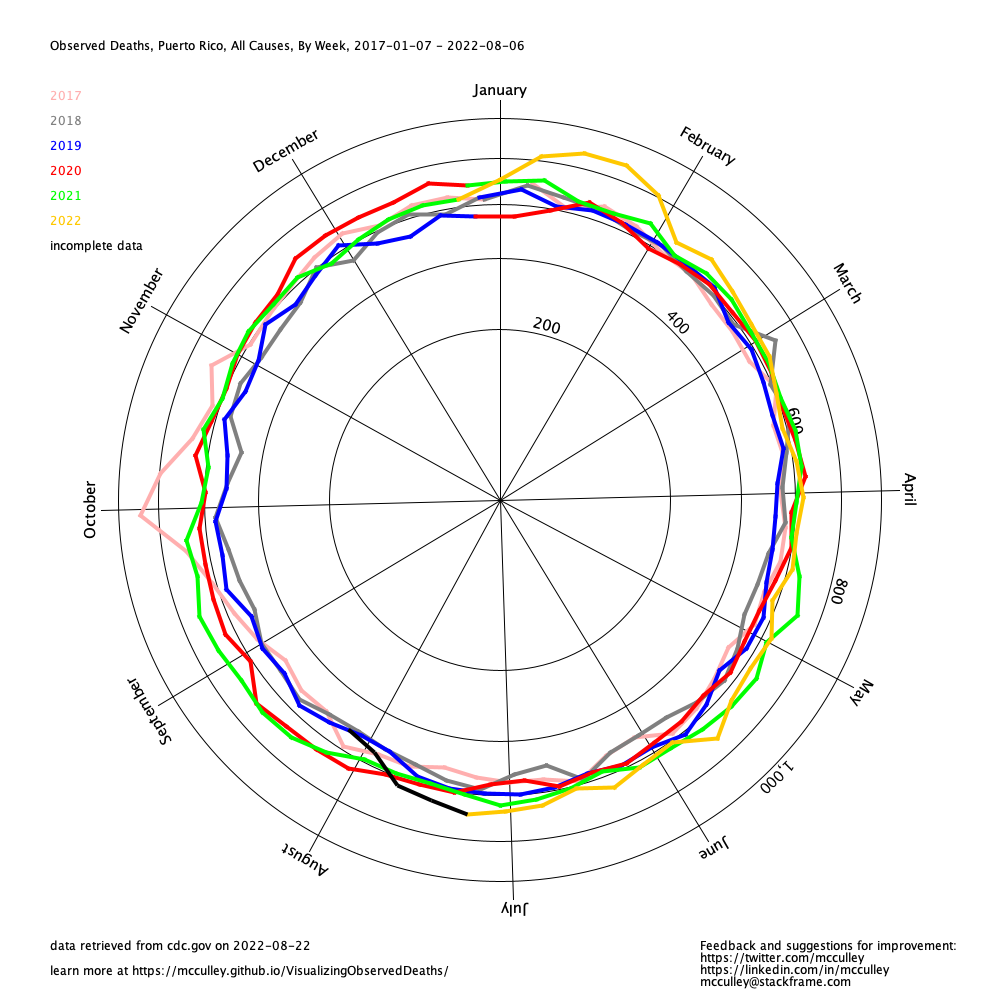 Observed Deaths, Puerto Rico, All Causes, By Week, 2017-01-07 - 2022-08-06
2017
2018
2019
2020
2021
2022
incomplete data
January
February
March
April
May
June
July
August
September
October
November
December
200
400
600
800
1,000
data retrieved from cdc.gov on 2022-08-22
learn more at https://mcculley.github.io/VisualizingObservedDeaths/
Feedback and suggestions for improvement:
https://twitter.com/mcculley
https://linkedin.com/in/mcculley
mcculley@stackframe.com